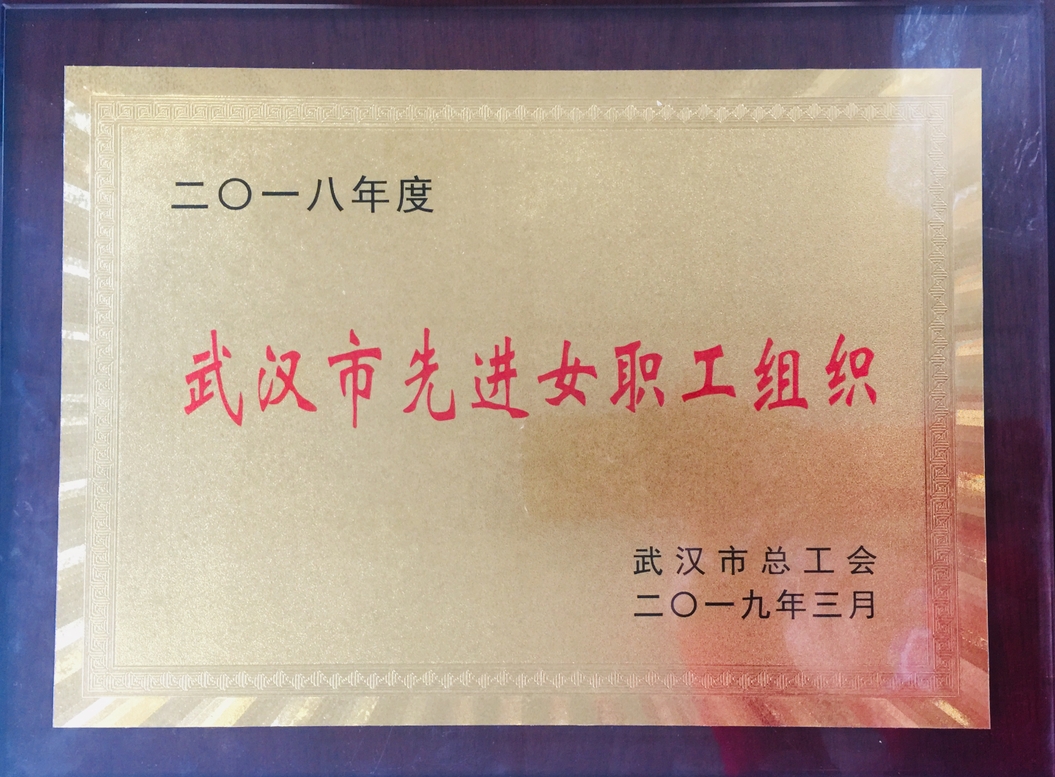 二〇一八年度
武汉市先进女职工组织
武汉市总工会
二〇一九年三月